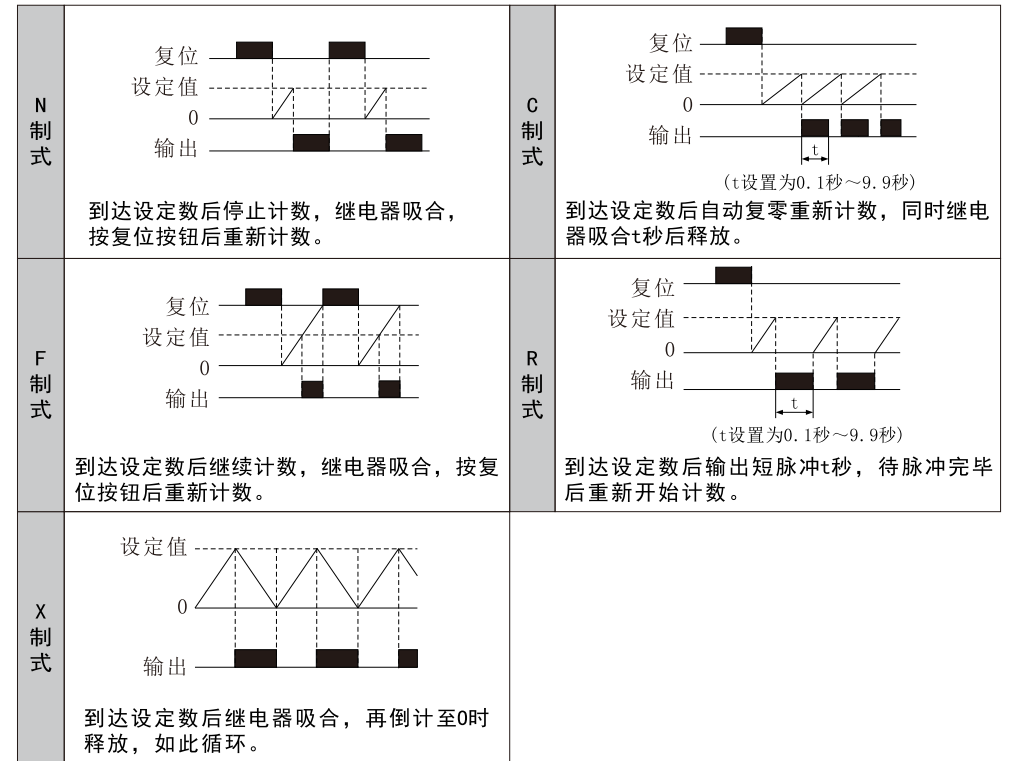 N
制
式
复位
设定值
0
输出
到达设定数后停止计数，继电器吸合，
按复位按钮后重新计数。
C
制
式
复位
设定值
0
输出
t
(t设置为0.1秒～9.9秒)
到达设定数后自动复零重新计数，同时继电
器吸合t秒后释放。
F
制
式
复位
设定值
0
输出
到达设定数后继续计数，继电器吸合，按复
位按钮后重新计数。
R
制
式
复位
设定值
0
输出
t
(t设置为0.1秒～9.9秒)
到达设定数后输出短脉冲t秒，待脉冲完毕
后重新开始计数。
X
制
式
设定值
0
输出
到达设定数后继电器吸合，再倒计至0时
释放，如此循环。